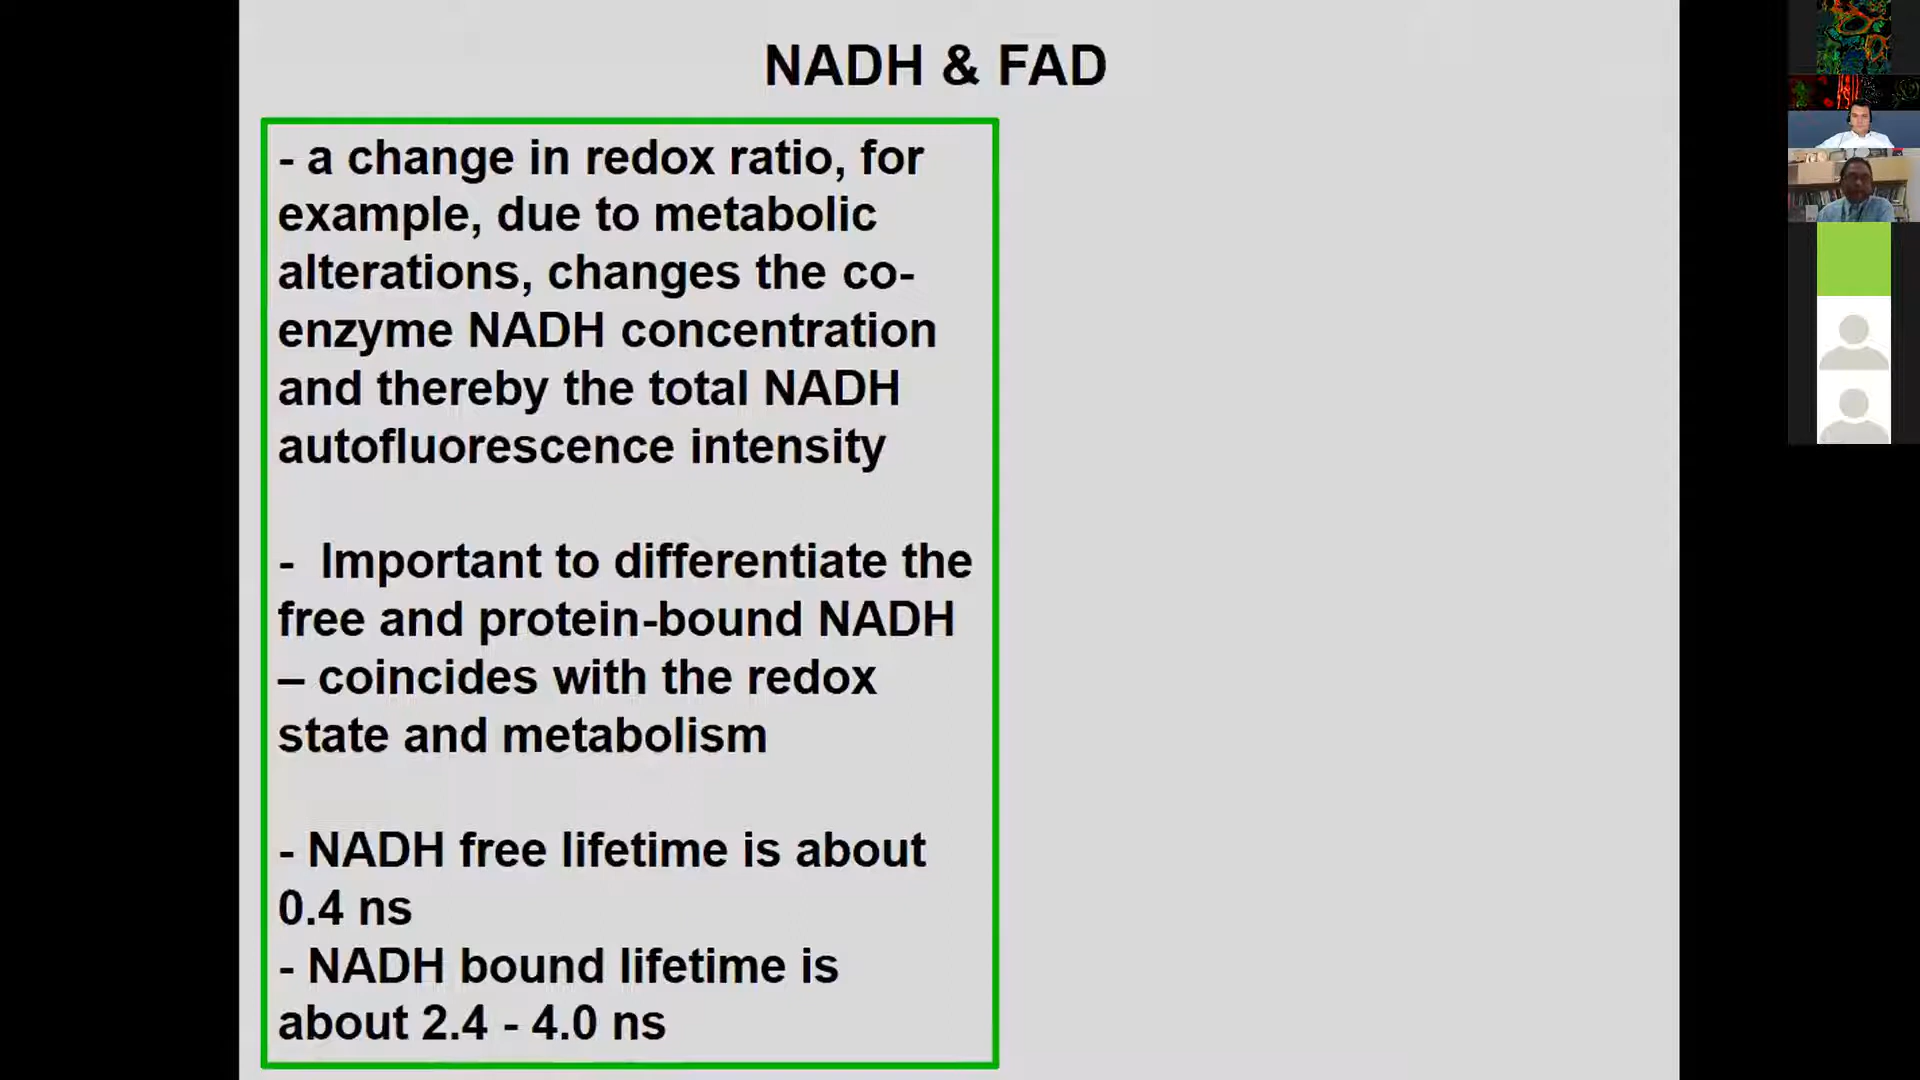 NADH & FAD
- a change in redox ratio, for
example, due to metabolic
alterations, changes the co-
enzyme NADH concentration
and thereby the total NADH
autofluorescence intensity
-  Important to differentiate the
free and protein-bound NADH
– coincides with the redox
state and metabolism
- NADH free lifetime is about
0.4 ns
- NADH bound lifetime is
about 2.4 - 4.0 ns